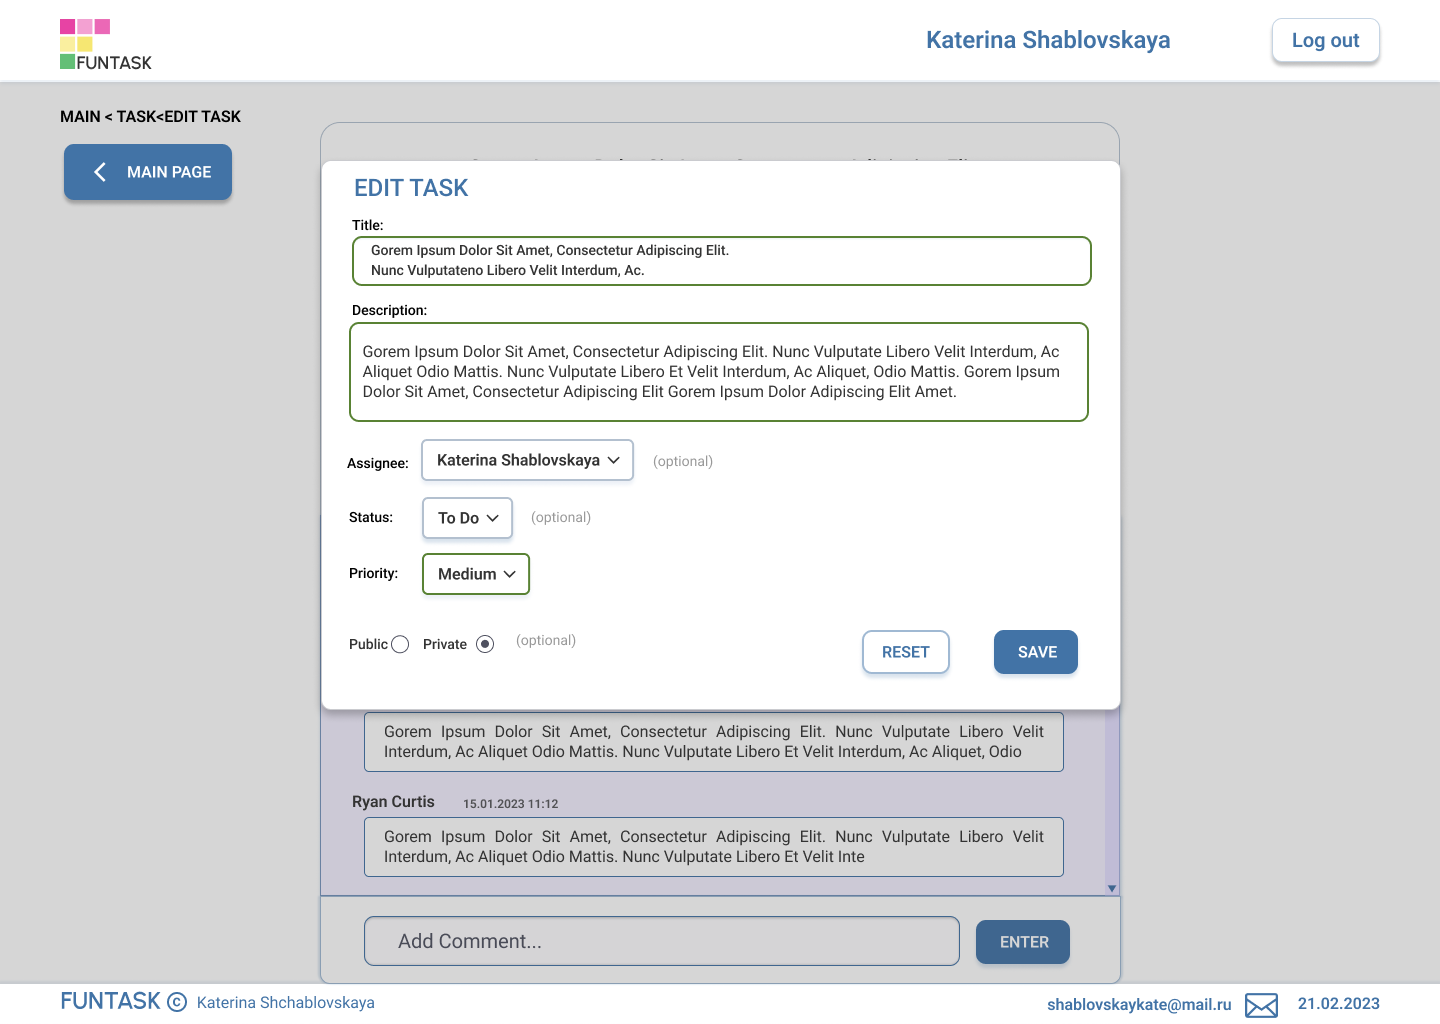 FUNTASK
Katerina Shablovskaya
Log out
MAIN < TASK<EDIT TASK
MAIN PAGE
EDIT TASK
Title:
Gorem Ipsum Dolor Sit Amet, Consectetur Adipiscing Elit.
Nunc Vulputateno Libero Velit Interdum, Ac.
Description:
Gorem Ipsum Dolor Sit Amet, Consectetur Adipiscing Elit. Nunc Vulputate Libero Velit Interdum, Ac
Aliquet Odio Mattis. Nunc Vulputate Libero Et Velit Interdum, Ac Aliquet, Odio Mattis. Gorem Ipsum
Dolor Sit Amet, Consectetur Adipiscing Elit Gorem Ipsum Dolor Adipiscing Elit Amet.
Assignee: Katerina Shablovskaya (optional)
Status: To Do (optional)
Priority: Medium
Public Private (optional)
RESET SAVE
Gorem Ipsum Dolor Sit Amet, Consectetur Adipiscing Elit. Nunc Vulputate Libero Velit
Interdum, Ac Aliquet Odio Mattis. Nunc Vulputate Libero Et Velit Interdum, Ac Aliquet, Odio
Ryan Curtis 15.01.2023 11:12
Gorem Ipsum Dolor Sit Amet, Consectetur Adipiscing Elit. Nunc Vulputate Libero Velit
Interdum, Ac Aliquet Odio Mattis. Nunc Vulputate Libero Et Velit Inte
Add Comment...
ENTER
FUNTASK © Katerina Shchablovskaya
shablovskaykate@mail.ru 21.02.2023